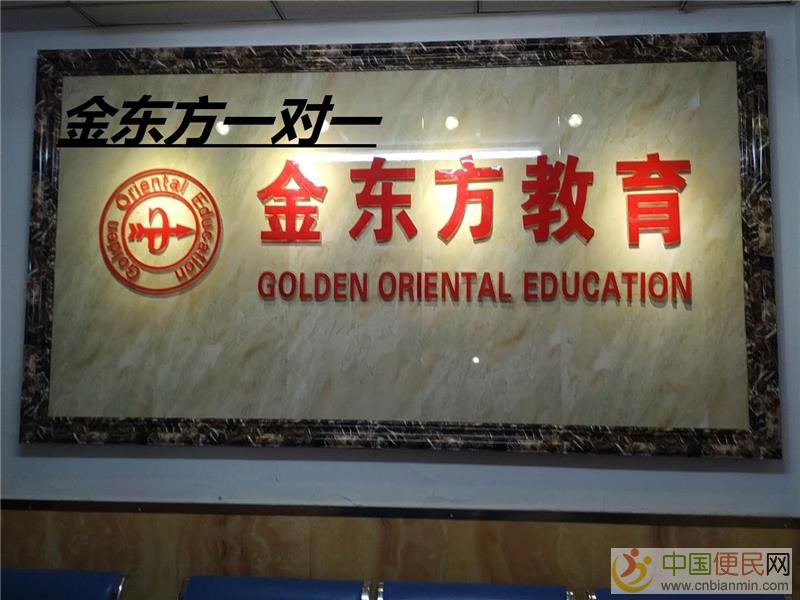 金东方一对一
Golden Oriental Education
金东方教育
GOLDEN ORIENTAL EDUCATION
中国便民网
www.cnbianmin.com